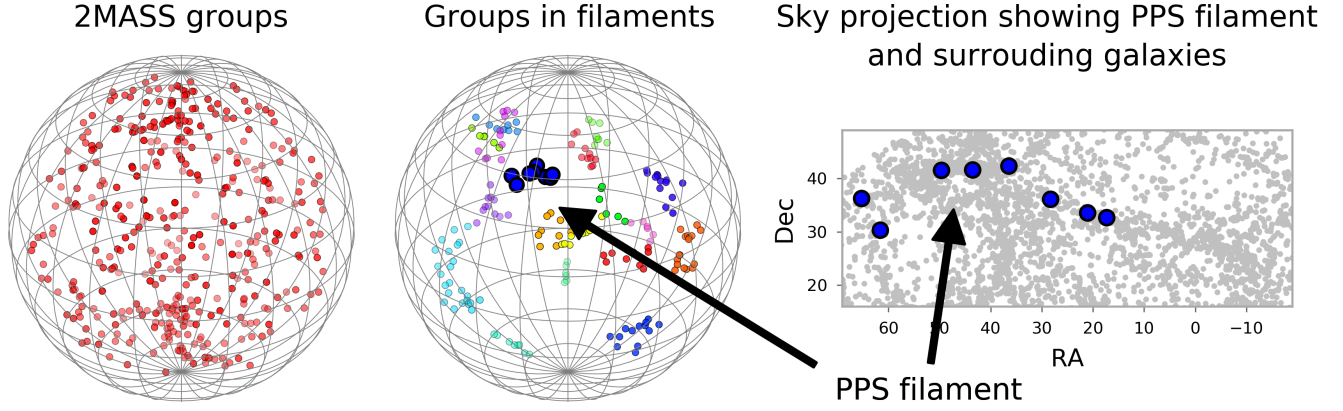 2MASS groups
Groups in filaments
Sky projection showing PPS filament
and surrouding galaxies
40
30
20
Dec
60
50
40
30
20
10
0
−10
RA
PPS filament